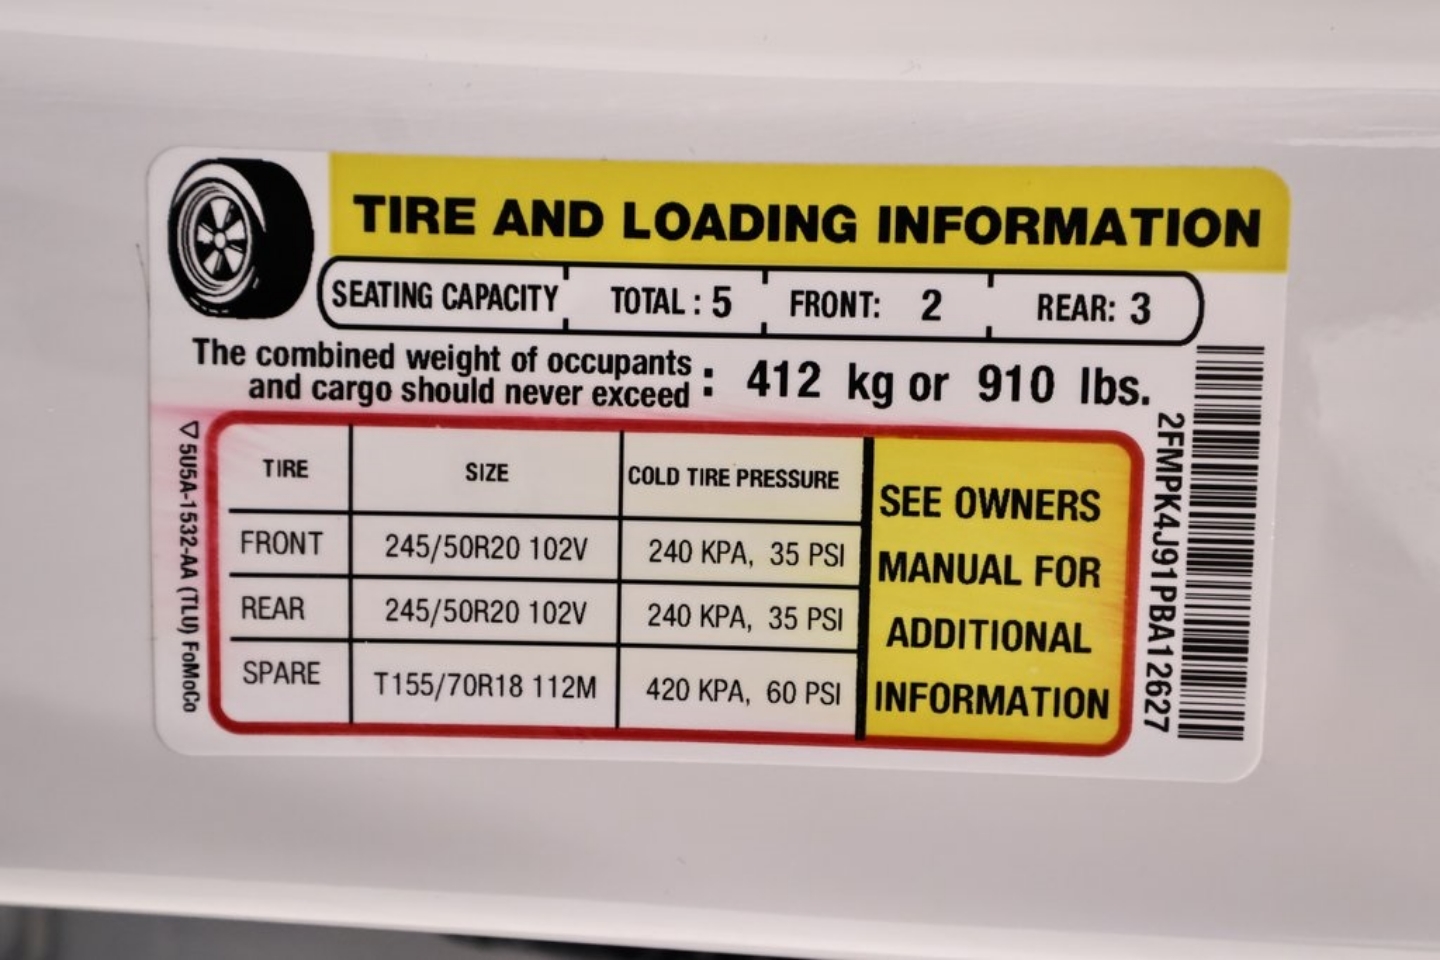 TIRE AND LOADING INFORMATION
SEATING CAPACITY TOTAL : 5 FRONT: 2 REAR: 3
The combined weight of occupants
and cargo should never exceed : 412 kg or 910 lbs.
TIRE SIZE COLD TIRE PRESSURE
FRONT 245/50R20 102V 240 KPA, 35 PSI
REAR 245/50R20 102V 240 KPA, 35 PSI
SPARE T155/70R18 112M 420 KPA, 60 PSI
SEE OWNERS
MANUAL FOR
ADDITIONAL
INFORMATION
5U5A-1532-AA (TLU) FoMoCo
2FMPK4J91PBA12627